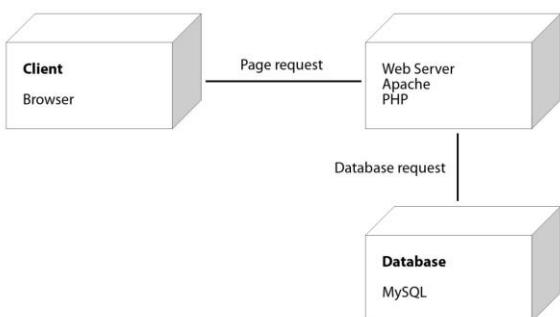 Client
Browser
Page request
Web Server
Apache
PHP
Database request
Database
MySQL